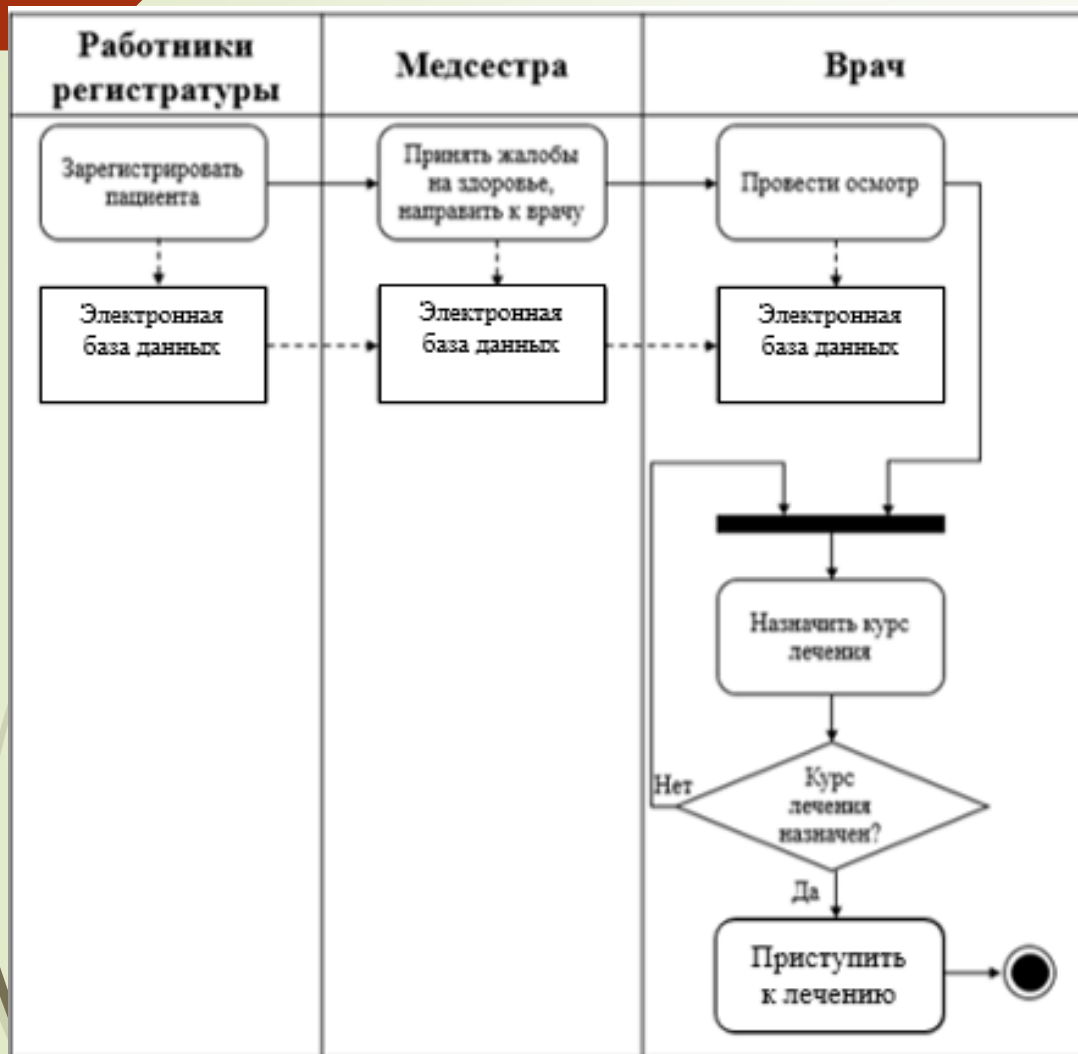 Работники
регистратуры
Медсестра
Врач
Зарегистрировать
пациента
Принять жалобы
на здоровье,
направить к врачу
Провести осмотр
Электронная
база данных
Электронная
база данных
Электронная
база данных
Назначить курс
лечения
Курс
лечения
назначен?
Нет
Да
Приступить
к лечению